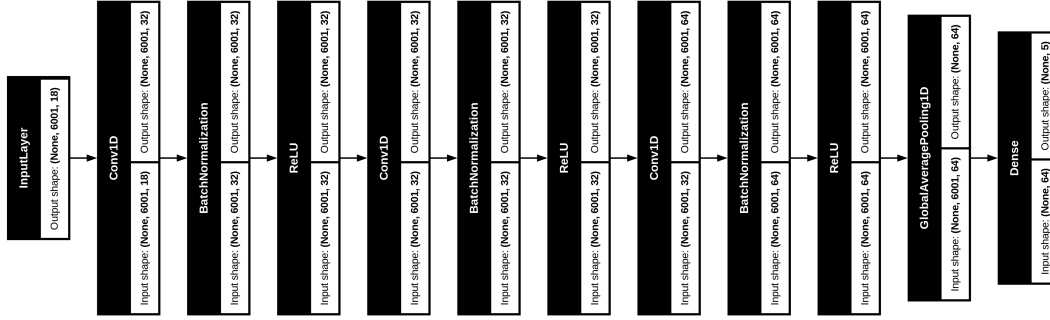 InputLayer
Output shape: (None, 6001, 18)
Conv1D
Input shape: (None, 6001, 18)
Output shape: (None, 6001, 32)
BatchNormalization
Input shape: (None, 6001, 32)
Output shape: (None, 6001, 32)
ReLU
Input shape: (None, 6001, 32)
Output shape: (None, 6001, 32)
Conv1D
Input shape: (None, 6001, 32)
Output shape: (None, 6001, 32)
BatchNormalization
Input shape: (None, 6001, 32)
Output shape: (None, 6001, 32)
ReLU
Input shape: (None, 6001, 32)
Output shape: (None, 6001, 32)
Conv1D
Input shape: (None, 6001, 32)
Output shape: (None, 6001, 64)
BatchNormalization
Input shape: (None, 6001, 64)
Output shape: (None, 6001, 64)
ReLU
Input shape: (None, 6001, 64)
Output shape: (None, 6001, 64)
GlobalAveragePooling1D
Input shape: (None, 6001, 64)
Output shape: (None, 64)
Dense
Input shape: (None, 64)
Output shape: (None, 5)